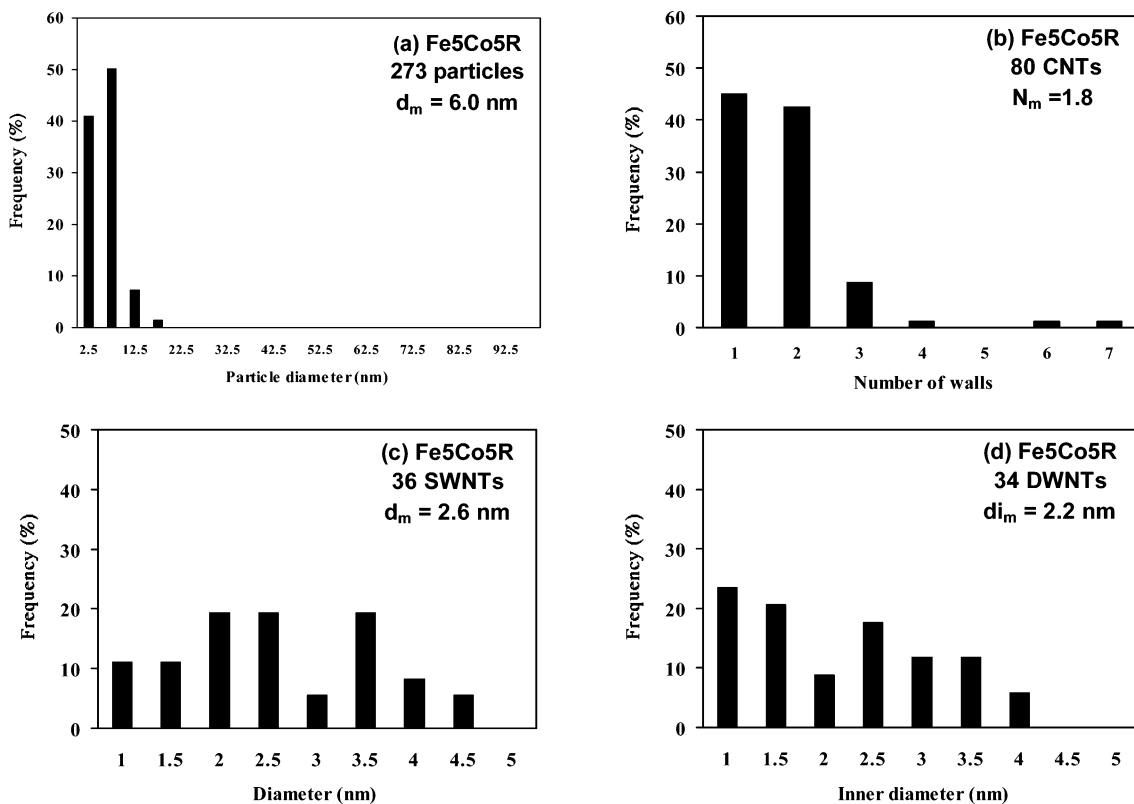 (a) Fe5Co5R
273 particles
dm = 6.0 nm
60
50
40
30
20
10
0
2.5 12.5 22.5 32.5 42.5 52.5 62.5 72.5 82.5 92.5
Particle diameter (nm)
Frequency (%)
(b) Fe5Co5R
80 CNTs
Nm =1.8
60
50
40
30
20
10
0
1 2 3 4 5 6 7
Number of walls
Frequency (%)
(c) Fe5Co5R
36 SWNTs
dm = 2.6 nm
50
40
30
20
10
0
1 1.5 2 2.5 3 3.5 4 4.5 5
Diameter (nm)
Frequency (%)
(d) Fe5Co5R
34 DWNTs
dim = 2.2 nm
50
40
30
20
10
0
1 1.5 2 2.5 3 3.5 4 4.5 5
Inner diameter (nm)
Frequency (%)